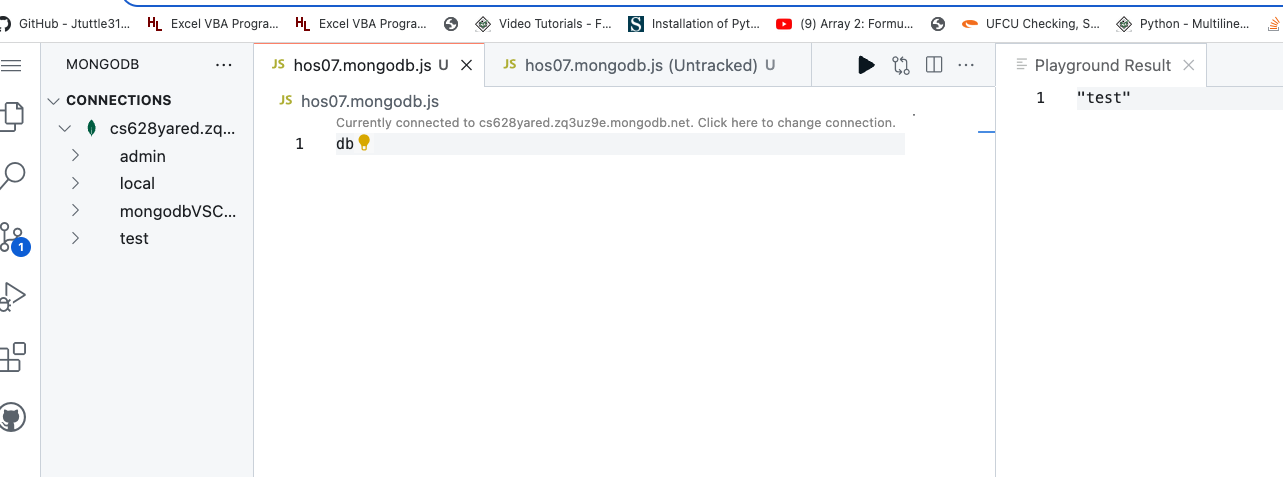 GitHub - Jtuttle31... HL Excel VBA Progra... HL Excel VBA Progra... Video Tutorials - F... S Installation of Pyt... (9) Array 2: Formu... UFCU Checking, S... Python - Multiline...
MONGODB ...
JS hos07.mongodb.js U
JS hos07.mongodb.js (Untracked) U ...
Playground Result
CONNECTIONS
cs628yared.zq...
admin
local
mongodbVSC...
test
1
JS hos07.mongodb.js
Currently connected to cs628yared.zq3uz9e.mongodb.net. Click here to change connection.
1 db
1 "test"